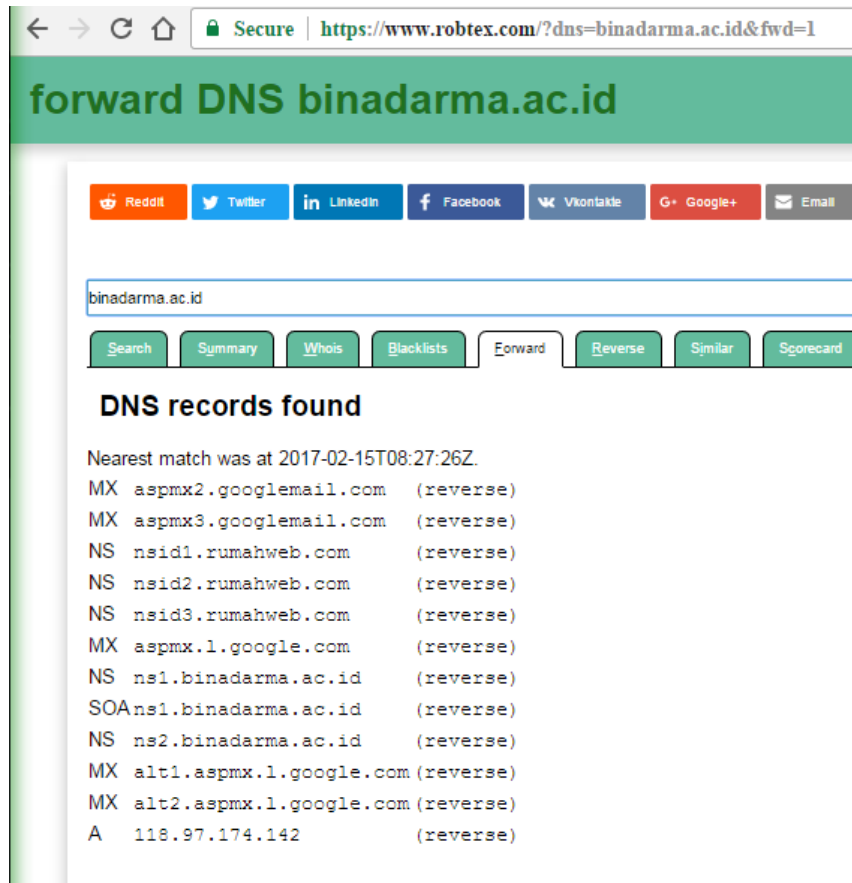 Secure | https://www.robtex.com/?dns=binadarma.ac.id&fwd=1
forward DNS binadarma.ac.id
Reddit Twitter in LinkedIn f Facebook Vkontakte G+ Google+ Email
binadarma.ac.id
Search Summary Whois Blacklists Forward Reverse Similar Scorecard
DNS records found
Nearest match was at 2017-02-15T08:27:26Z.
MX aspmx2.googlemail.com (reverse)
MX aspmx3.googlemail.com (reverse)
NS nsid1.rumahweb.com (reverse)
NS nsid2.rumahweb.com (reverse)
NS nsid3.rumahweb.com (reverse)
MX aspmx.l.google.com (reverse)
NS ns1.binadarma.ac.id (reverse)
SOA ns1.binadarma.ac.id (reverse)
NS ns2.binadarma.ac.id (reverse)
MX alt1.aspmx.l.google.com (reverse)
MX alt2.aspmx.l.google.com (reverse)
A 118.97.174.142 (reverse)